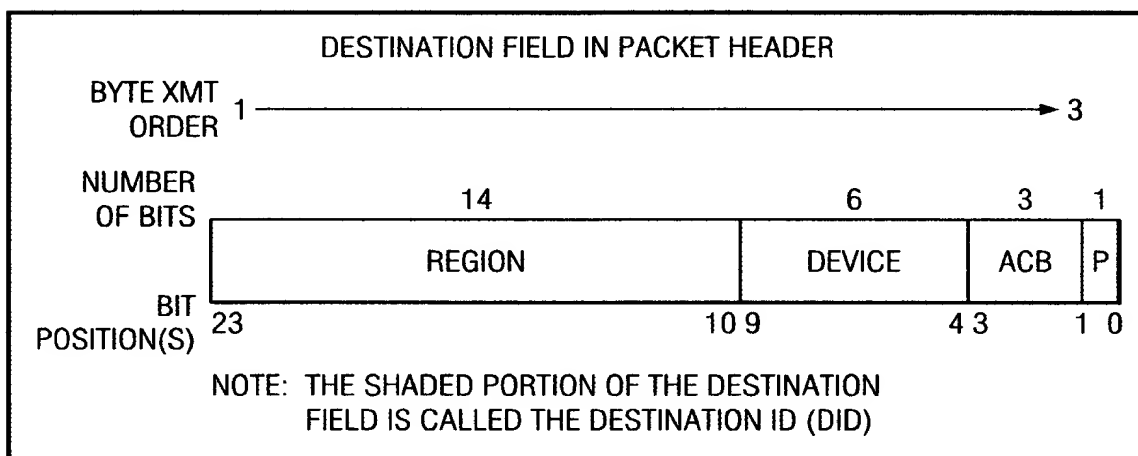 DESTINATION FIELD IN PACKET HEADER
BYTE XMT
ORDER
1
3
NUMBER
OF BITS
14
6
3
1
REGION
DEVICE
ACB
P
BIT
POSITION(S)
23
10
9
4
3
1
0
NOTE: THE SHADED PORTION OF THE DESTINATION
FIELD IS CALLED THE DESTINATION ID (DID)